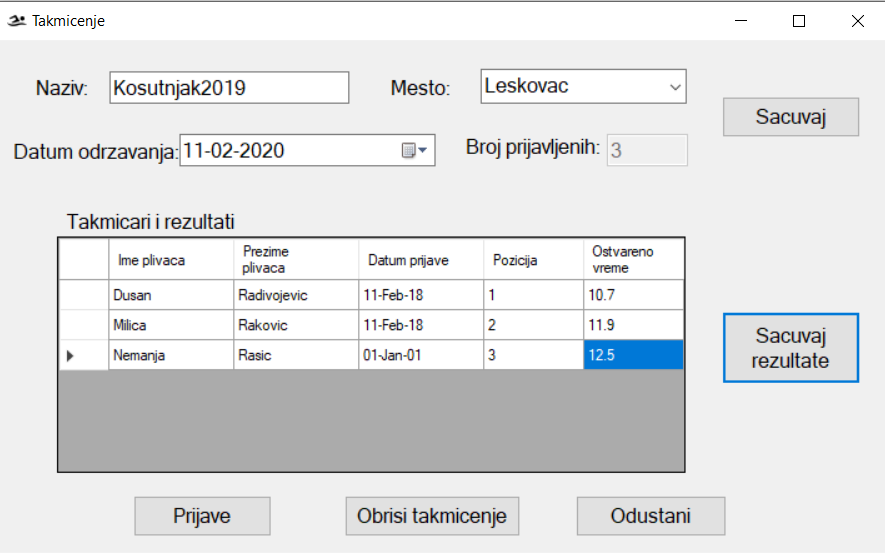 Takmicenje
Naziv: Kosutnjak2019 Mesto: Leskovac
Sacuvaj
Datum odrzavanja: 11-02-2020 Broj prijavljenih: 3
Takmicari i rezultati
Ime plivaca Prezime plivaca Datum prijave Pozicija Ostvareno vreme
Dusan Radivojevic 11-Feb-18 1 10.7
Milica Rakovic 11-Feb-18 2 11.9
Nemanja Rasic 01-Jan-01 3 12.5
Sacuvaj
rezultate
Prijave Obrisi takmicenje Odustani